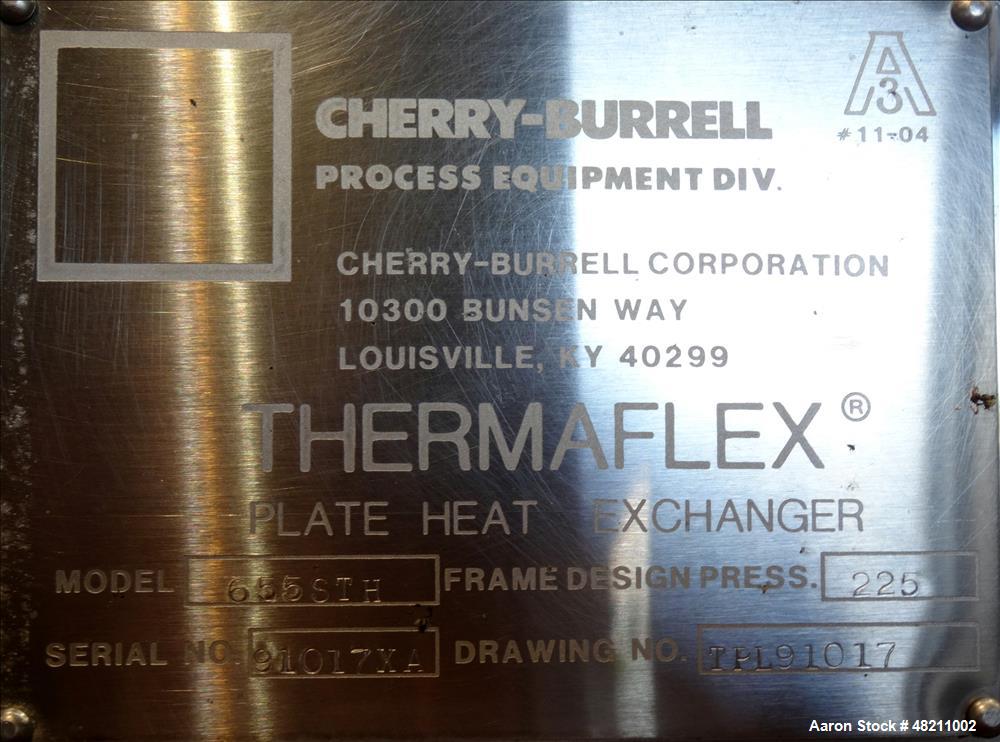 A
3
# 11-04
CHERRY-BURRELL
PROCESS EQUIPMENT DIV.
CHERRY-BURRELL CORPORATION
10300 BUNSEN WAY
LOUISVILLE, KY 40299
THERMAFLEX®
PLATE HEAT EXCHANGER
MODEL 655STH FRAME DESIGN PRESS. 225
SERIAL NO. 91017XA DRAWING NO. TPL91017
Aaron Stock # 48211002